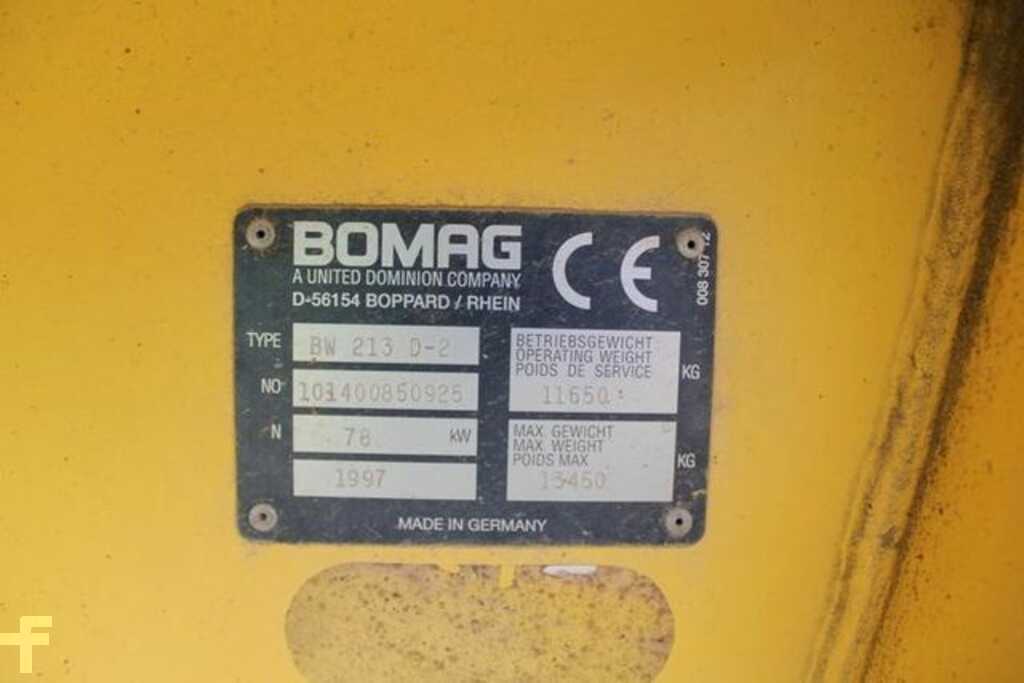 BOMAG
A UNITED DOMINION COMPANY
D-56154 BOPPARD / RHEIN
CE
TYPE BW 213 D-2
NO 101400850925
N 78 kW
1997
BETRIEBSGEWICHT
OPERATING WEIGHT
POIDS DE SERVICE
11650 KG
MAX. GEWICHT
MAX. WEIGHT
POIDS MAX
13450 KG
MADE IN GERMANY
008 307
f